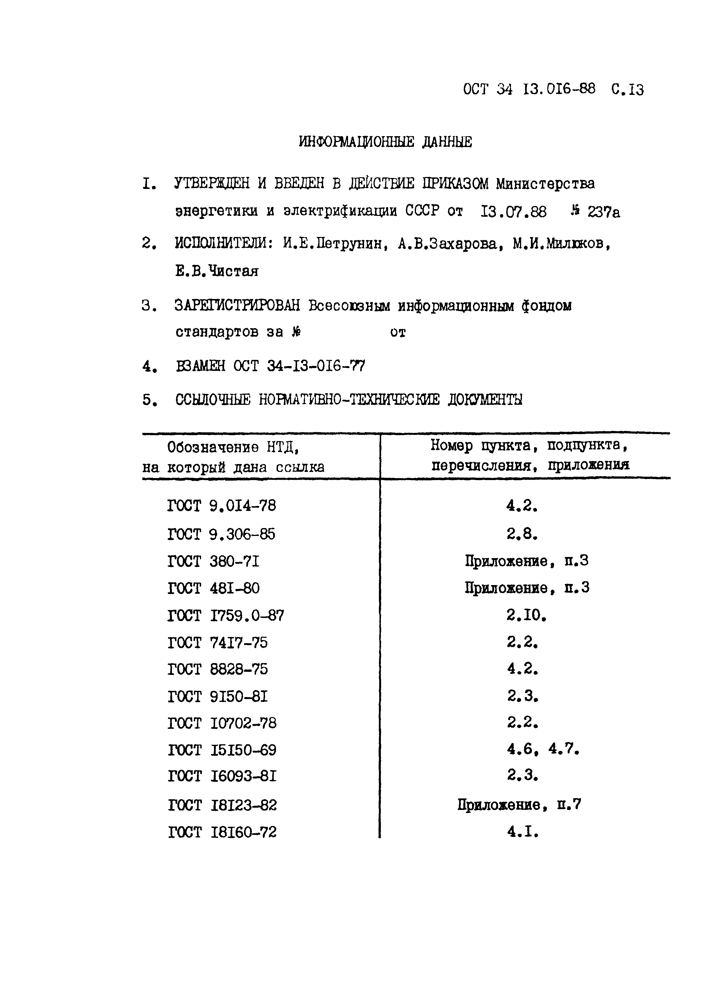 ОСТ 34 13.016-88 С.13
ИНФОРМАЦИОННЫЕ ДАННЫЕ
1. УТВЕРЖДЕН И ВВЕДЕН В ДЕЙСТВИЕ ПРИКАЗОМ Министерства
энергетики и электрификации СССР от 13.07.88 № 237а
2. ИСПОЛНИТЕЛИ: И.Е.Петрунин, А.В.Захарова, М.И.Милюков,
Е.В.Чистая
3. ЗАРЕГИСТРИРОВАН Всесоюзным информационным фондом
стандартов за № от
4. ВЗАМЕН ОСТ 34-13-016-77
5. ССЫЛОЧНЫЕ НОРМАТИВНО-ТЕХНИЧЕСКИЕ ДОКУМЕНТЫ
Обозначение НТД,
на который дана ссылка
Номер пункта, подпункта,
перечисления, приложения
ГОСТ 9.014-78 4.2.
ГОСТ 9.306-85 2.8.
ГОСТ 380-71 Приложение, п.3
ГОСТ 481-80 Приложение, п.3
ГОСТ 1759.0-87 2.10.
ГОСТ 7417-75 2.2.
ГОСТ 8828-75 4.2.
ГОСТ 9150-81 2.3.
ГОСТ 10702-78 2.2.
ГОСТ 15150-69 4.6, 4.7.
ГОСТ 16093-81 2.3.
ГОСТ 18123-82 Приложение, п.7
ГОСТ 18160-72 4.1.